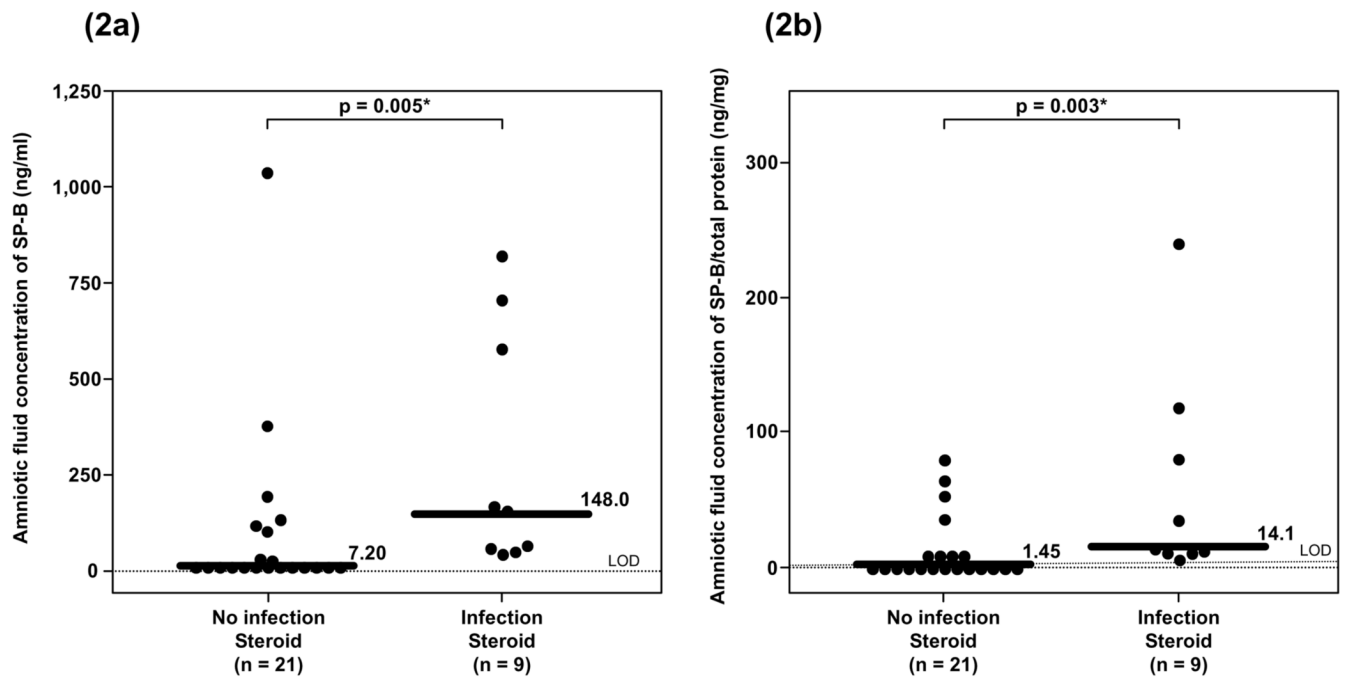 (2a)
Amniotic fluid concentration of SP-B (ng/ml)
1,250
1,000
750
500
250
0
p = 0.005*
7.20
148.0
LOD
No infection
Steroid
(n = 21)
Infection
Steroid
(n = 9)
(2b)
Amniotic fluid concentration of SP-B/total protein (ng/mg)
300
200
100
0
p = 0.003*
1.45
14.1
LOD
No infection
Steroid
(n = 21)
Infection
Steroid
(n = 9)